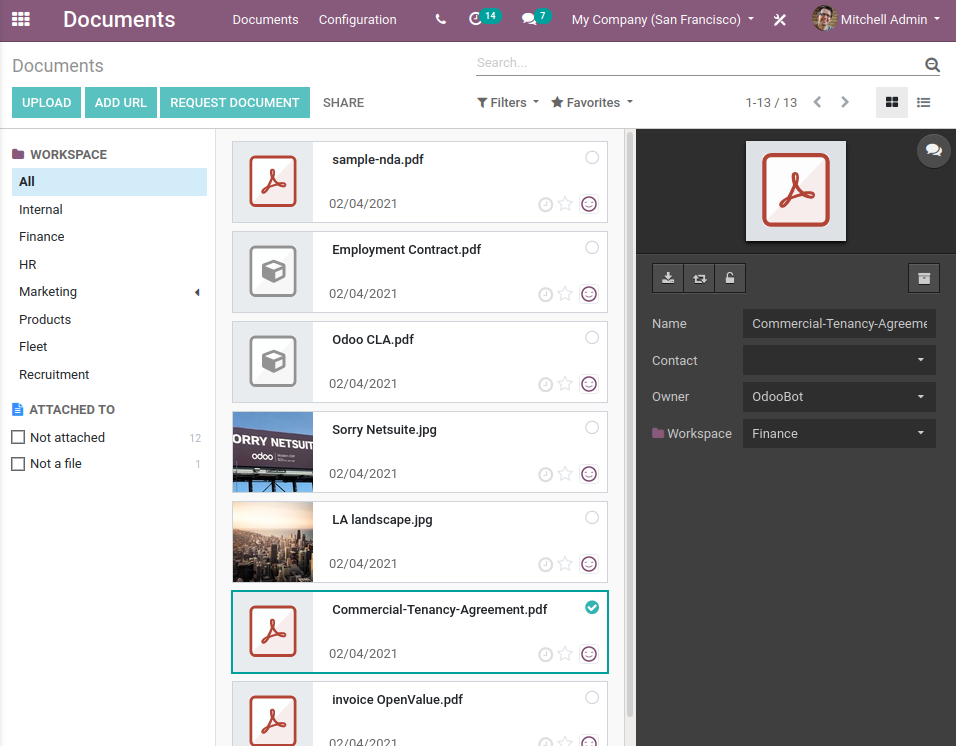 Documents
Documents
Configuration
14
7
My Company (San Francisco)
Mitchell Admin
Documents
Search...
UPLOAD
ADD URL
REQUEST DOCUMENT
SHARE
Filters
Favorites
1-13 / 13
WORKSPACE
All
Internal
Finance
HR
Marketing
Products
Fleet
Recruitment
ATTACHED TO
Not attached
12
Not a file
1
sample-nda.pdf
02/04/2021
Employment Contract.pdf
02/04/2021
Odoo CLA.pdf
02/04/2021
ORRY NETSUIT
odoo
Sorry Netsuite.jpg
02/04/2021
LA landscape.jpg
02/04/2021
Commercial-Tenancy-Agreement.pdf
02/04/2021
invoice OpenValue.pdf
02/04/2021
Name
Commercial-Tenancy-Agreeme
Contact
Owner
OdooBot
Workspace
Finance